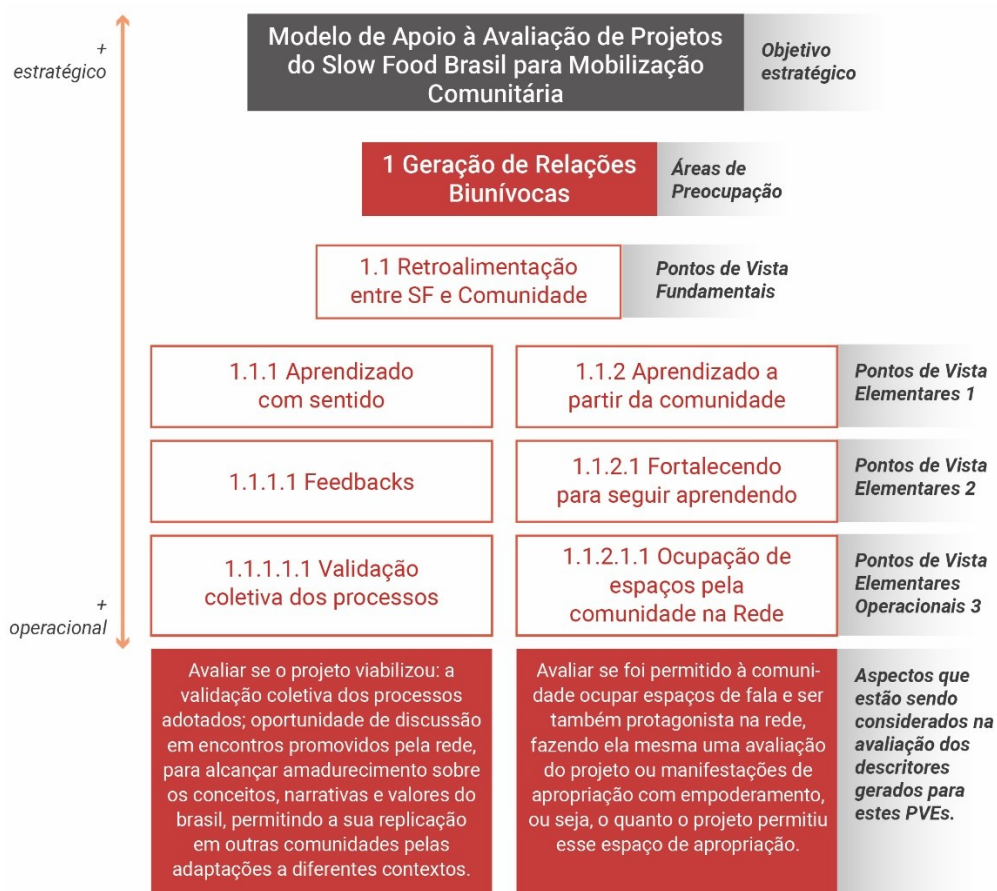 +
estratégico
Modelo de Apoio à Avaliação de Projetos
do Slow Food Brasil para Mobilização
Comunitária
Objetivo
estratégico
1 Geração de Relações
Biunívocas
Áreas de
Preocupação
1.1 Retroalimentação
entre SF e Comunidade
Pontos de Vista
Fundamentais
1.1.1 Aprendizado
com sentido
1.1.2 Aprendizado a
partir da comunidade
Pontos de Vista
Elementares 1
1.1.1.1 Feedbacks
1.1.2.1 Fortalecendo
para seguir aprendendo
Pontos de Vista
Elementares 2
1.1.1.1.1 Validação
coletiva dos processos
1.1.2.1.1 Ocupação de
espaços pela
comunidade na Rede
Pontos de Vista
Elementares
Operacionais 3
+
operacional
Avaliar se o projeto viabilizou: a
validação coletiva dos processos
adotados; oportunidade de discussão
em encontros promovidos pela rede,
para alcançar amadurecimento sobre
os conceitos, narrativas e valores do
brasil, permitindo a sua replicação
em outras comunidades pelas
adaptações a diferentes contextos.
Avaliar se foi permitido à comuni-
dade ocupar espaços de fala e ser
também protagonista na rede,
fazendo ela mesma uma avaliação
do projeto ou manifestações de
apropriação com empoderamento,
ou seja, o quanto o projeto permitiu
esse espaço de apropriação.
Aspectos que
estão sendo
considerados na
avaliação dos
descritores
gerados para
estes PVEs.